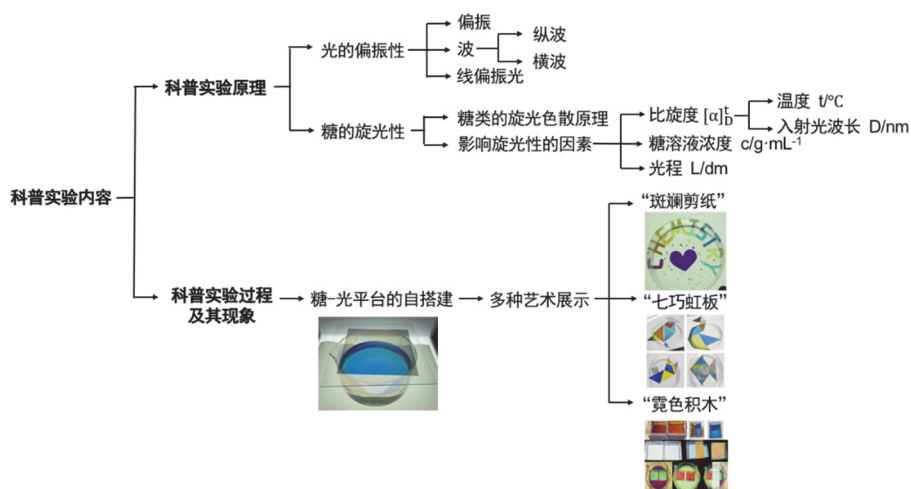 科普实验内容
科普实验原理
光的偏振性
偏振
波
纵波
横波
线偏振光
糖的旋光性
糖类的旋光色散原理
影响旋光性的因素
比旋度 [α]ᵗD
温度 t/℃
入射光波长 D/nm
糖溶液浓度 c/g·mL⁻¹
光程 L/dm
科普实验过程
及其现象
糖-光平台的自搭建
多种艺术展示
“斑斓剪纸”
CHEMISTRY
“七巧虹板”
“霓色积木”